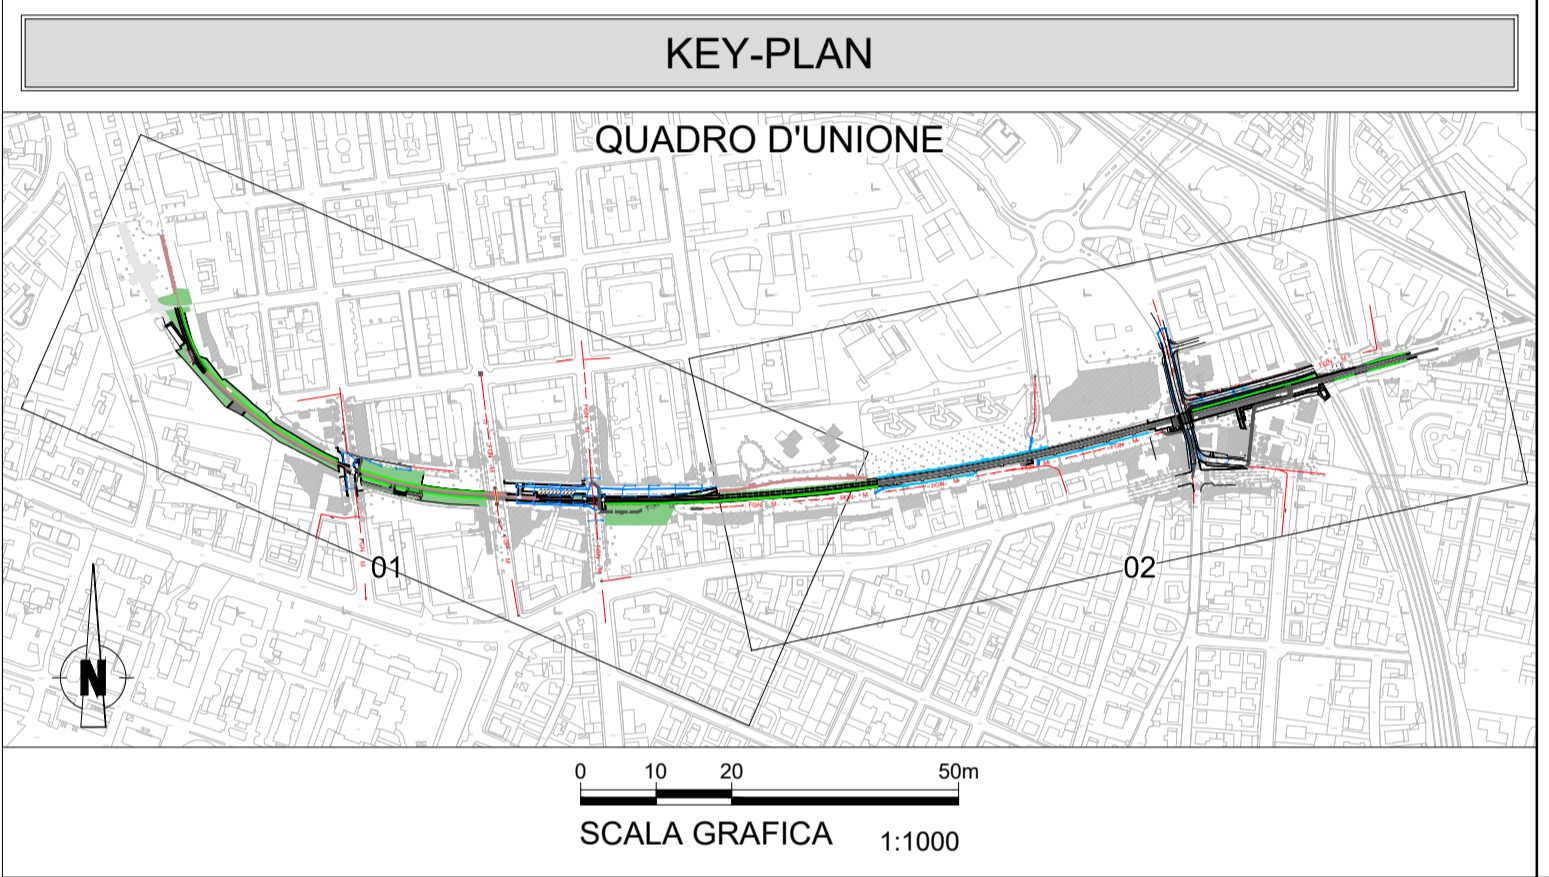 KEY-PLAN
QUADRO D'UNIONE
01
02
N
0 10 20 50m
SCALA GRAFICA 1:1000